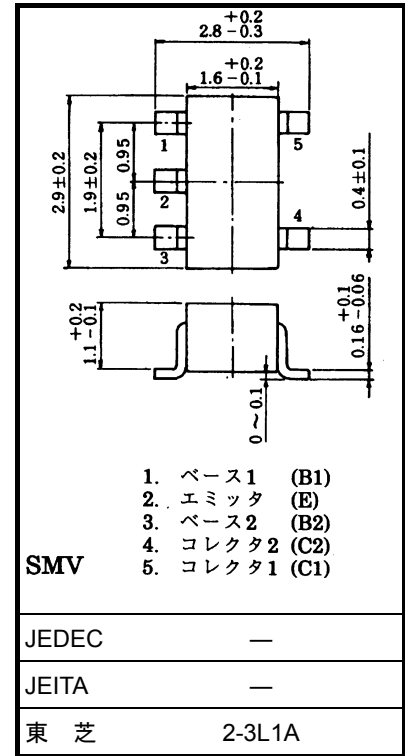 +0.2
2.8-0.3
+0.2
1.6-0.1
2.9±0.2
1.9±0.2
0.95
0.95
1
2
3
5
4
0.4±0.1
+0.2
1.1-0.1
+0.1
0.16-0.06
0~0.1
1. ベース1 (B1)
2. エミッタ (E)
3. ベース2 (B2)
4. コレクタ2 (C2)
SMV 5. コレクタ1 (C1)
JEDEC ―
JEITA ―
東 芝 2-3L1A